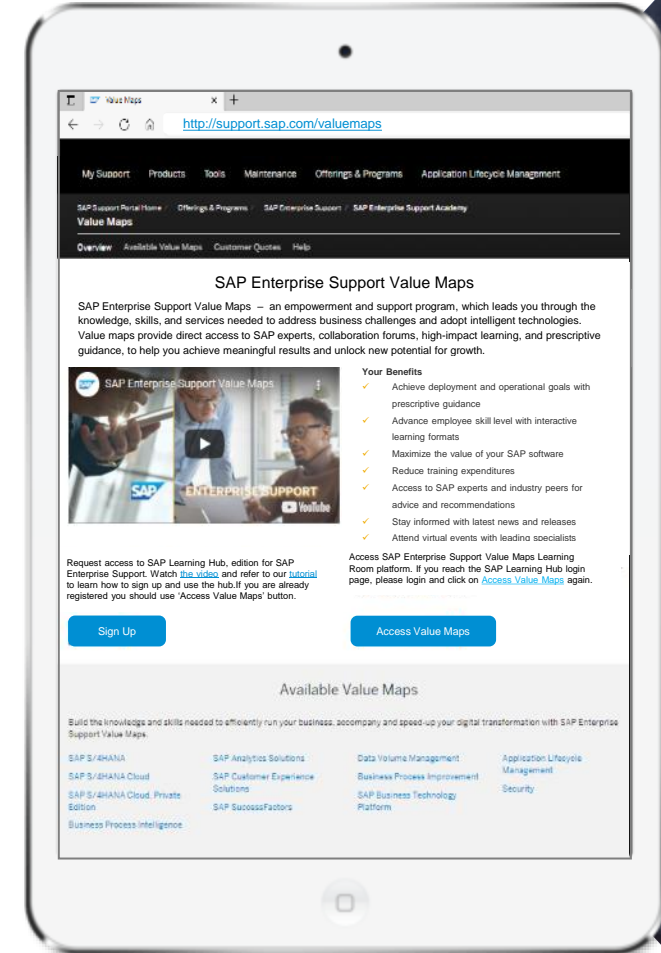 Value Maps
http://support.sap.com/valuemaps
My Support Products Tools Maintenance Offerings & Programs Application Lifecycle Management
SAP Support Portal Home / Offerings & Programs / SAP Enterprise Support / SAP Enterprise Support Academy
Value Maps
Overview Available Value Maps Customer Quotes Help
SAP Enterprise Support Value Maps
SAP Enterprise Support Value Maps – an empowerment and support program, which leads you through the
knowledge, skills, and services needed to address business challenges and adopt intelligent technologies.
Value maps provide direct access to SAP experts, collaboration forums, high-impact learning, and prescriptive
guidance, to help you achieve meaningful results and unlock new potential for growth.
SAP SAP Enterprise Support Value Maps
SAP ENTERPRISE SUPPORT
YouTube
Your Benefits
✓ Achieve deployment and operational goals with
prescriptive guidance
✓ Advance employee skill level with interactive
learning formats
✓ Maximize the value of your SAP software
✓ Reduce training expenditures
✓ Access to SAP experts and industry peers for
advice and recommendations
✓ Stay informed with latest news and releases
✓ Attend virtual events with leading specialists
Request access to SAP Learning Hub, edition for SAP
Enterprise Support. Watch the video and refer to our tutorial
to learn how to sign up and use the hub.If you are already
registered you should use ‘Access Value Maps’ button.
Sign Up
Access SAP Enterprise Support Value Maps Learning
Room platform. If you reach the SAP Learning Hub login
page, please login and click on Access Value Maps again.
Access Value Maps
Available Value Maps
Build the knowledge and skills needed to efficiently run your business, accompany and speed-up your digital transformation with SAP Enterprise
Support Value Maps.
SAP S/4HANA
SAP S/4HANA Cloud
SAP S/4HANA Cloud, Private
Edition
Business Process Intelligence
SAP Analytics Solutions
SAP Customer Experience
Solutions
SAP SuccessFactors
Data Volume Management
Business Process Improvement
SAP Business Technology
Platform
Application Lifecycle
Management
Security